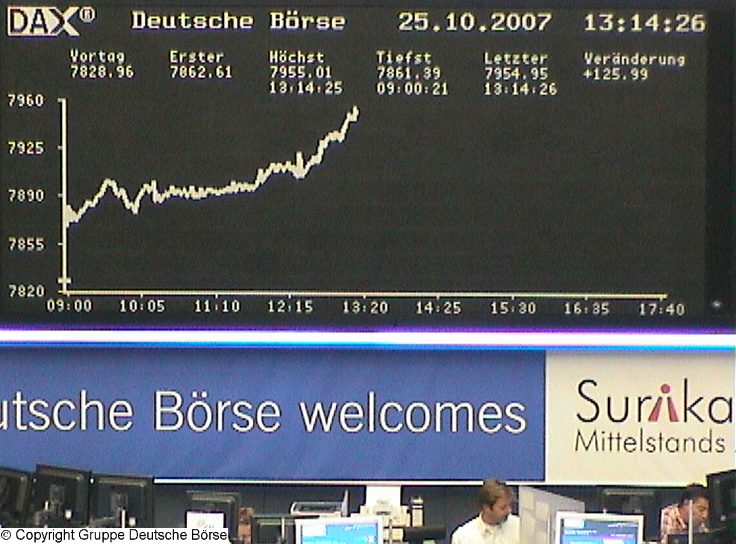 DAX® Deutsche Börse 25.10.2007 13:14:26
Vortag Erster Höchst Tiefst Letzter Veränderung
7828.96 7862.61 7955.01 7861.39 7954.95 +125.99
13:14:25 09:00:21 13:14:26
7960
7925
7890
7855
7820
09:00 10:05 11:10 12:15 13:20 14:25 15:30 16:35 17:40
utsche Börse welcomes
Surika
Mittelstands
© Copyright Gruppe Deutsche Börse